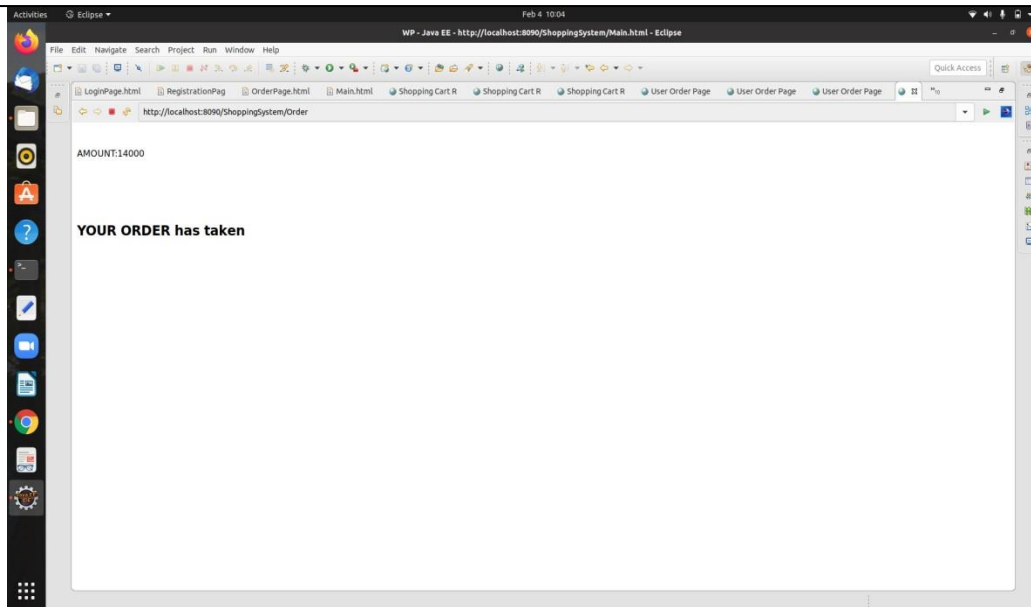 Activities Eclipse Feb 4 10:04
WP - Java EE - http://localhost:8090/ShoppingSystem/Main.html - Eclipse
File Edit Navigate Search Project Run Window Help
Quick Access
LoginPage.html RegistrationPag OrderPage.html Main.html Shopping Cart R Shopping Cart R Shopping Cart R User Order Page User Order Page User Order Page
http://localhost:8090/ShoppingSystem/Order
AMOUNT:14000
YOUR ORDER has taken